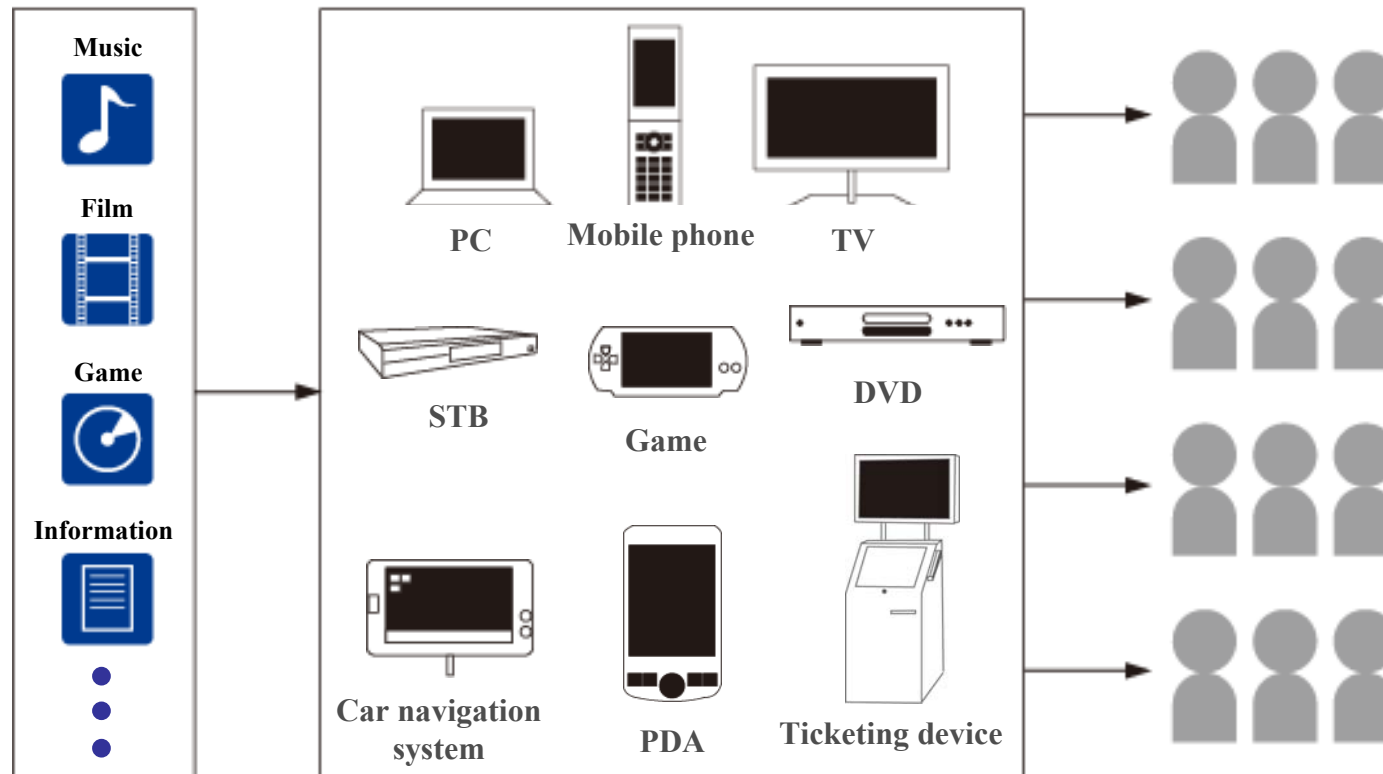 Music
Film
Game
Information
PC
Mobile phone
TV
STB
Game
DVD
Car navigation
system
PDA
Ticketing device